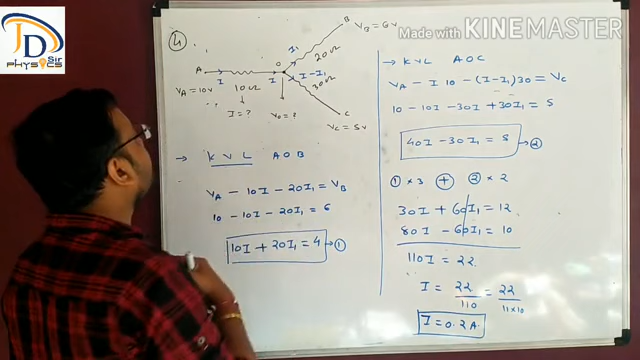 JD
Sir
PHYSICS
Made with KINEMASTER
④
A
I
10Ω
I = ?
VA = 10V
I
O
V0 = ?
I1
20Ω
B
VB = 6V
I - I1
30Ω
C
VC = 5V
→ KVL AOB
VA - 10I - 20I1 = VB
10 - 10I - 20I1 = 6
10I + 20I1 = 4 → ①
→ KVL AOC
VA - I 10 - (I - I1)30 = VC
10 - 10I - 30I + 30I1 = 5
40I - 30I1 = 5 → ②
① × 3 + ② × 2
30I + 60I1 = 12
80I - 60I1 = 10
110I = 22
I = 22/110 = 22/11×10
I = 0.2A.